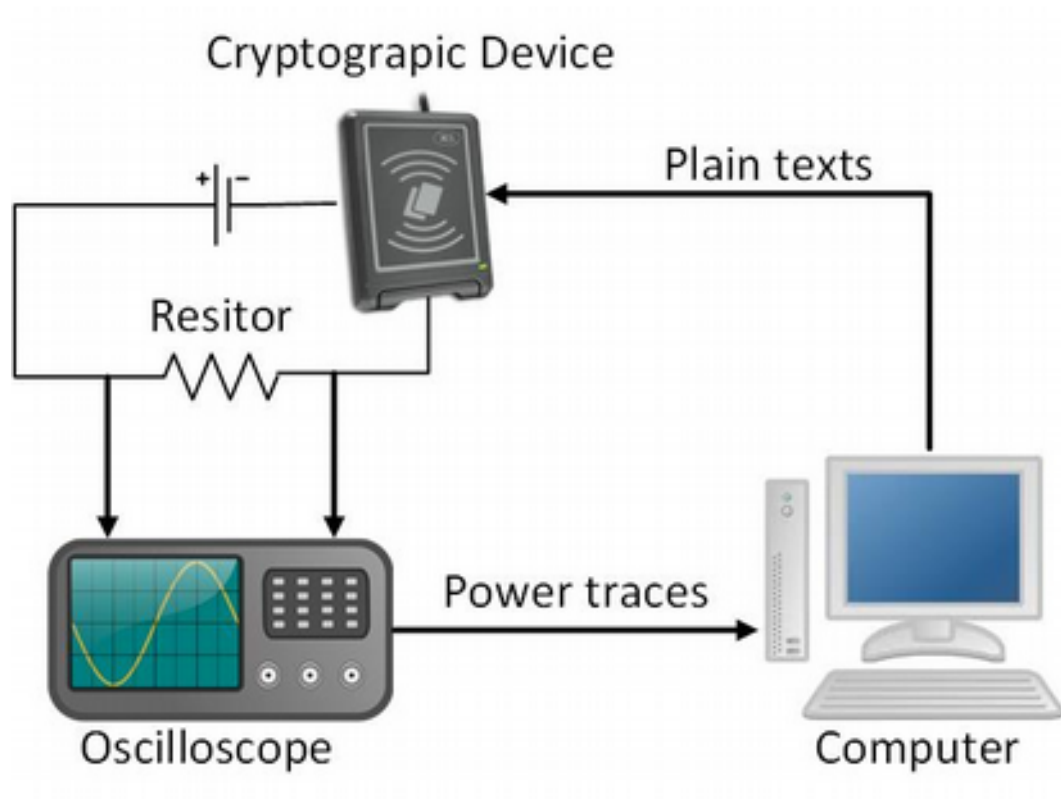 Cryptograpic Device
Plain texts
+ −
Resitor
Power traces
Oscilloscope
Computer